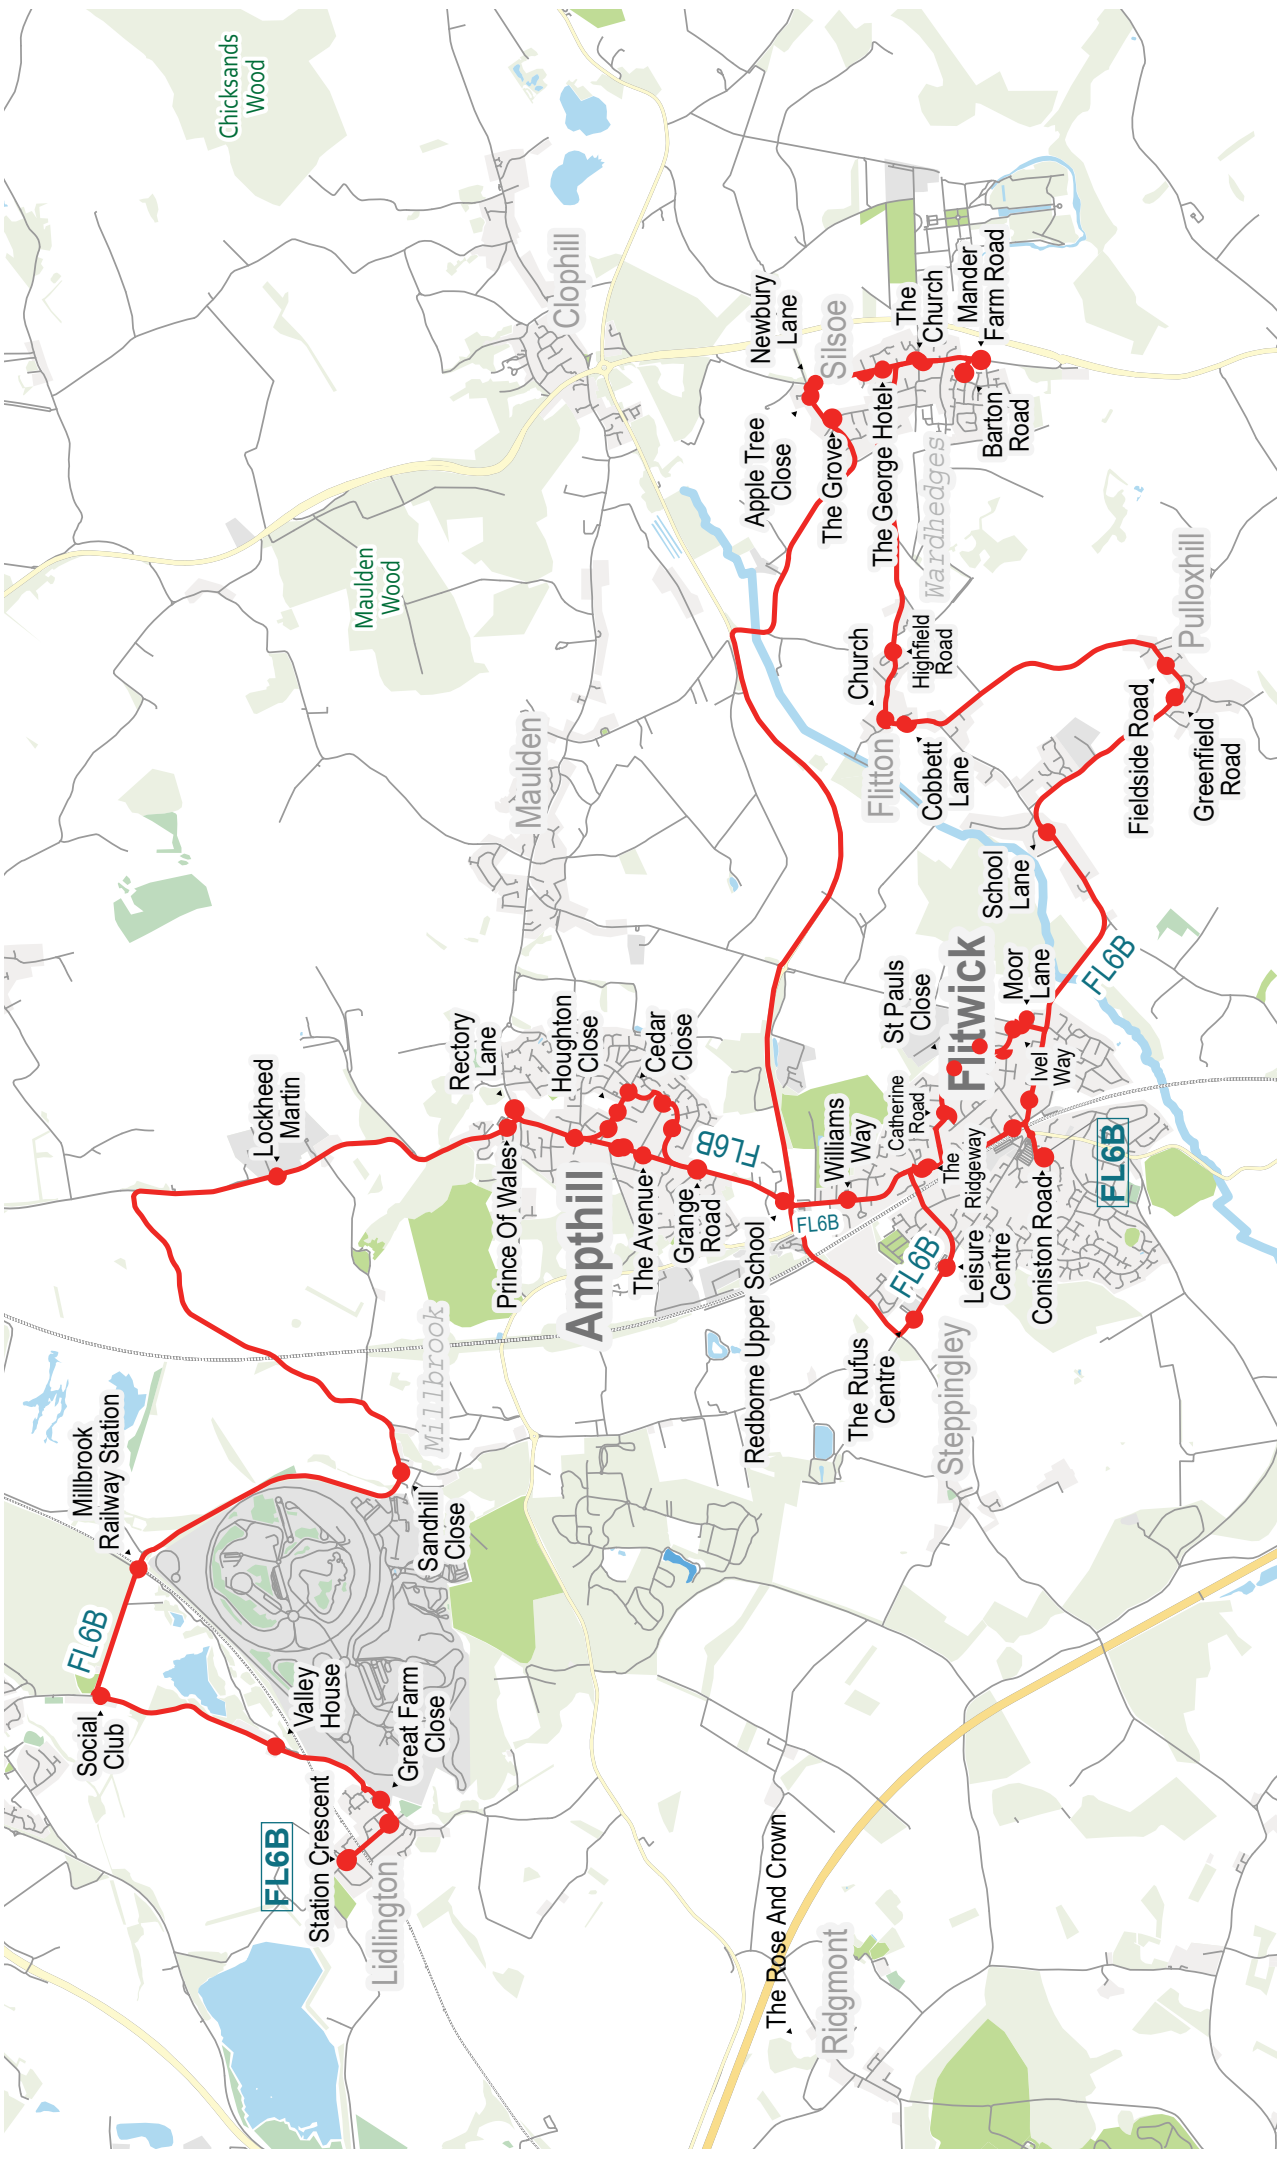 Chicksands
Wood
Clophill
Maulden
Wood
Maulden
Newbury
Lane
Silsoe
The
Church
Mander
Farm Road
Apple Tree
Close
The Grove
The George Hotel
Barton
Road
Wardhedges
Church
Highfield
Road
Flitton
Cobbett
Lane
Pulloxhill
Fieldside Road
Greenfield
Road
School
Lane
FL6B
Flitwick
Moor
Lane
St Pauls
Close
Ivel
Way
Catherine
Road
The
Ridgeway
Williams
Way
FL6B
Coniston Road
Leisure
Centre
FL6B
The Rufus
Centre
Steppingley
Redborne Upper School
FL6B
FL6B
Lockheed
Martin
Rectory
Lane
Houghton
Close
Cedar
Close
Prince Of Wales
Ampthill
The Avenue
Grange
Road
Millbrook
Millbrook
Railway Station
Sandhill
Close
FL6B
Social
Club
Valley
House
Great Farm
Close
Station Crescent
FL6B
Lidlington
The Rose And Crown
Ridgmont